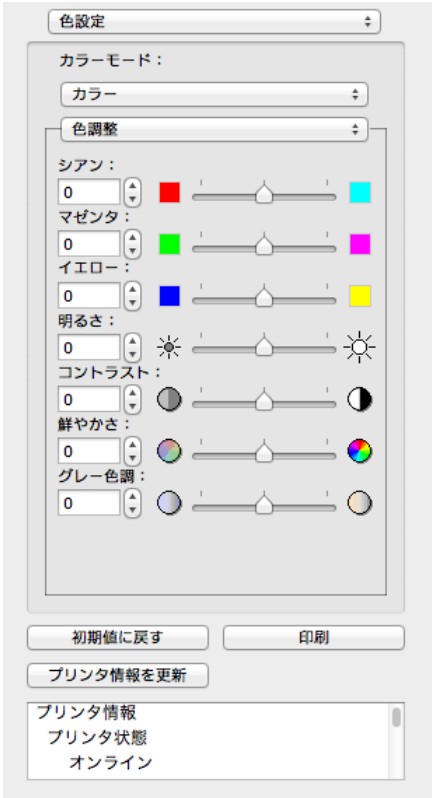 色設定
カラーモード：
カラー
色調整
シアン：
0
マゼンタ：
0
イエロー：
0
明るさ：
0
コントラスト：
0
鮮やかさ：
0
グレー色調：
0
初期値に戻す 印刷
プリンタ情報を更新
プリンタ情報
プリンタ状態
オンライン